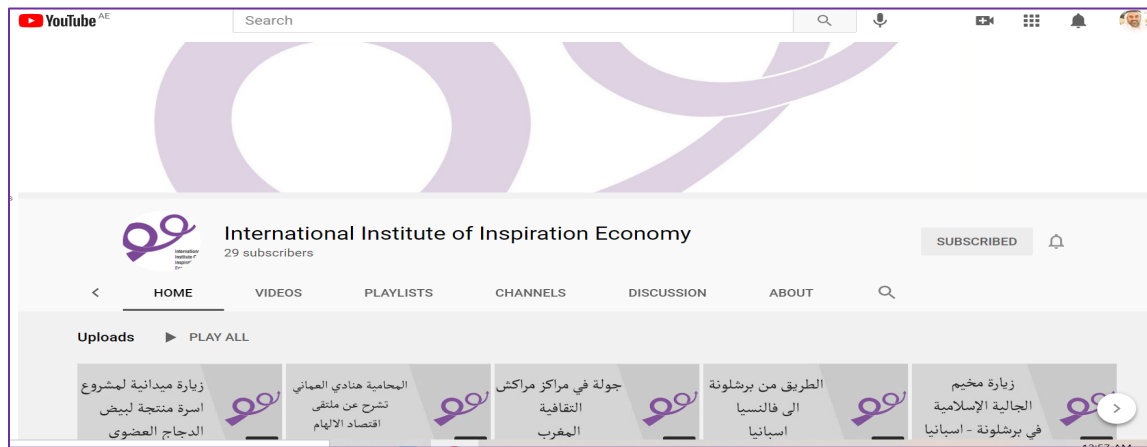 YouTube AE
Search
International Institute of Inspiration Economy
29 subscribers
SUBSCRIBED
HOME VIDEOS PLAYLISTS CHANNELS DISCUSSION ABOUT
Uploads PLAY ALL
زيارة ميدانية لمشروع
اسرة منتجة لبيض
الدجاج العضوي
المحامية هنادي العماني
تشرح عن ملتقى
اقتصاد الالهام
جولة في مراكز مراكش
الثقافية
المغرب
الطريق من برشلونة
الى فالنسيا
اسبانيا
زيارة مخيم
الجالية الإسلامية
في برشلونة - اسبانيا